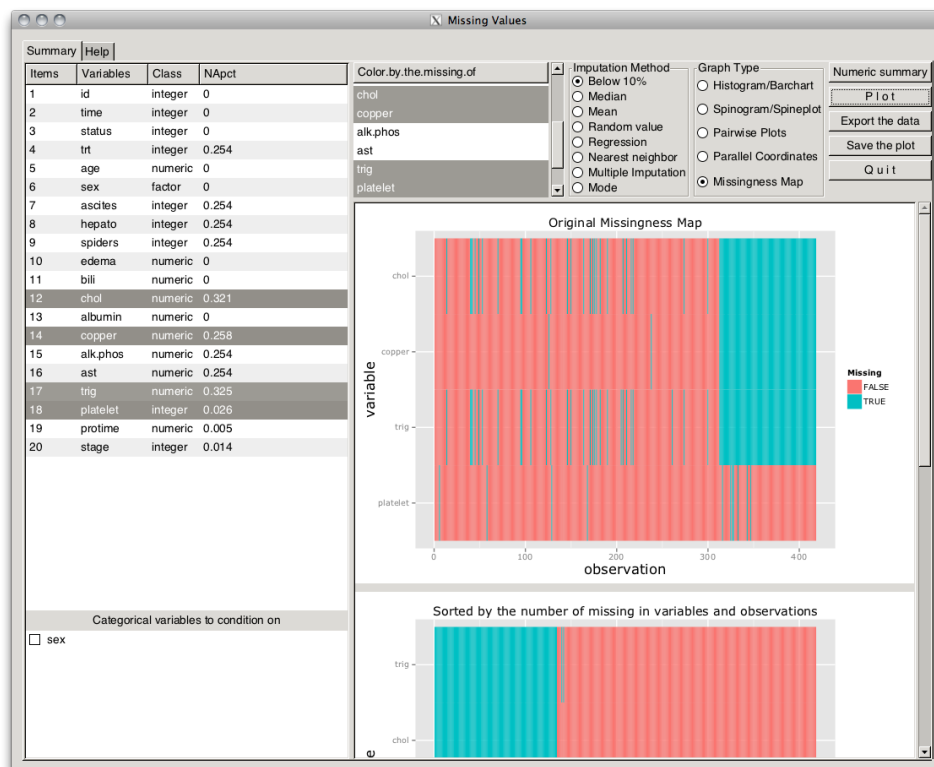 Missing Values
Summary Help
Items Variables Class NApct
1 id integer 0
2 time integer 0
3 status integer 0
4 trt integer 0.254
5 age numeric 0
6 sex factor 0
7 ascites integer 0.254
8 hepato integer 0.254
9 spiders integer 0.254
10 edema numeric 0
11 bili numeric 0
12 chol numeric 0.321
13 albumin numeric 0
14 copper numeric 0.258
15 alk.phos numeric 0.254
16 ast numeric 0.254
17 trig numeric 0.325
18 platelet integer 0.026
19 protime numeric 0.005
20 stage integer 0.014
Categorical variables to condition on
sex
Color.by.the.missing.of
chol
copper
alk.phos
ast
trig
platelet
Imputation Method
Below 10%
Median
Mean
Random value
Regression
Nearest neighbor
Multiple Imputation
Mode
Graph Type
Histogram/Barchart
Spinogram/Spineplot
Pairwise Plots
Parallel Coordinates
Missingness Map
Numeric summary
Plot
Export the data
Save the plot
Quit
Original Missingness Map
chol
copper
trig
platelet
variable
0 100 200 300 400
observation
Missing
FALSE
TRUE
Sorted by the number of missing in variables and observations
trig
chol